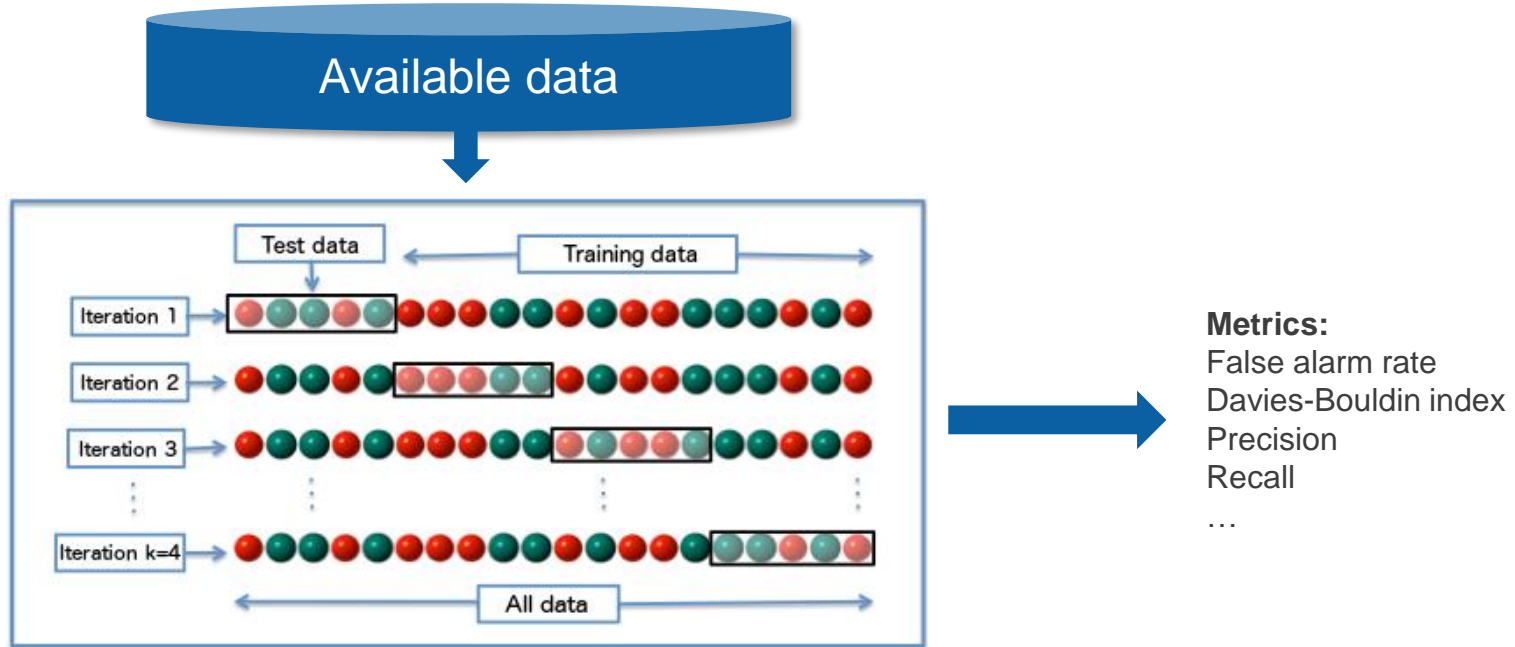 Available data
Test data
Training data
Iteration 1
Iteration 2
Iteration 3
Iteration k=4
All data
Metrics:
False alarm rate
Davies-Bouldin index
Precision
Recall
…